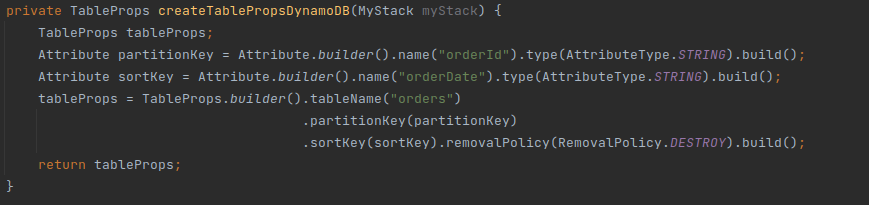 private TableProps createTablePropsDynamoDB(MyStack myStack) {
    TableProps tableProps;
    Attribute partitionKey = Attribute.builder().name("orderId").type(AttributeType.STRING).build();
    Attribute sortKey = Attribute.builder().name("orderDate").type(AttributeType.STRING).build();
    tableProps = TableProps.builder().tableName("orders")
                                     .partitionKey(partitionKey)
                                     .sortKey(sortKey).removalPolicy(RemovalPolicy.DESTROY).build();
    return tableProps;
}